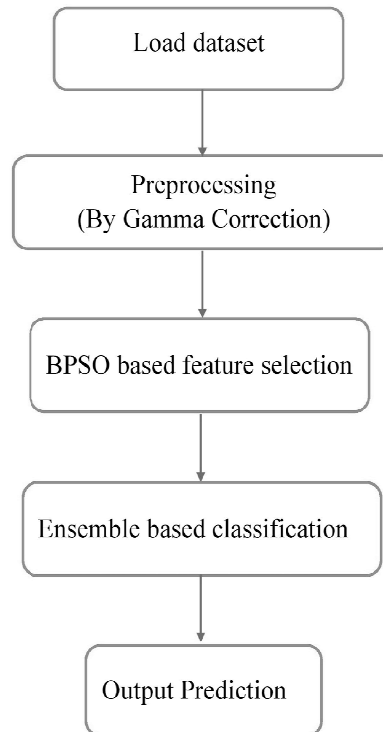 Load dataset
Preprocessing
(By Gamma Correction)
BPSO based feature selection
Ensemble based classification
Output Prediction